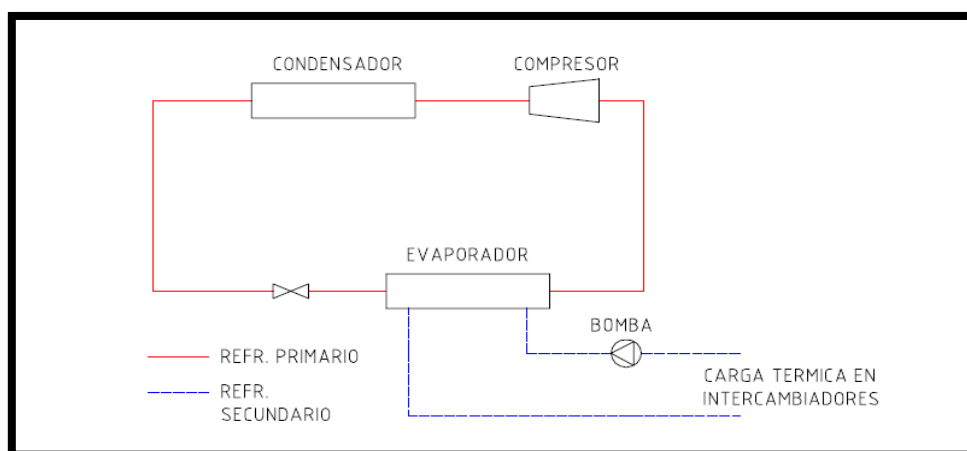 CONDENSADOR
COMPRESOR
EVAPORADOR
BOMBA
REFR. PRIMARIO
REFR.
SECUNDARIO
CARGA TERMICA EN
INTERCAMBIADORES